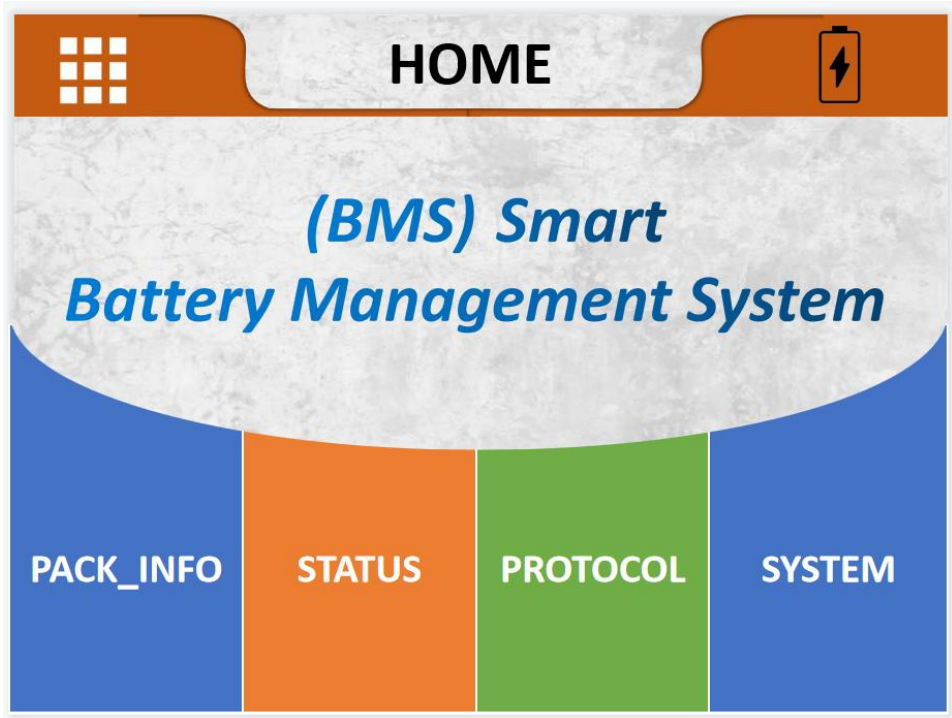 HOME
(BMS) Smart
Battery Management System
PACK_INFO
STATUS
PROTOCOL
SYSTEM